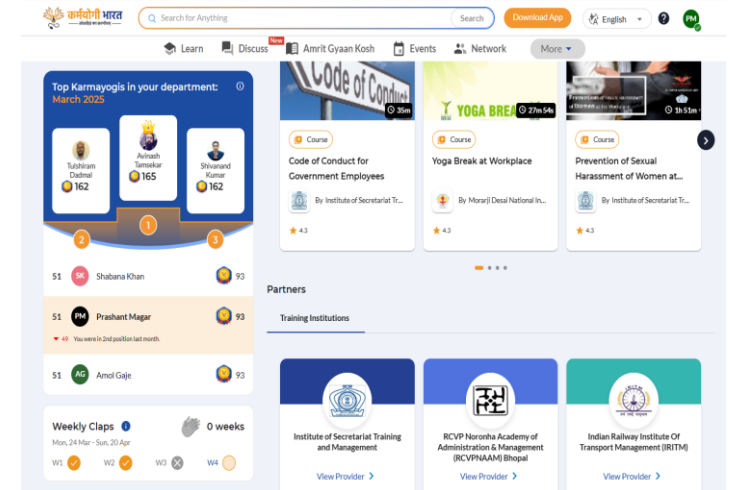 कर्मयोगी भारत
Search for Anything
Search
Download App
English
?
PM
Learn
Discuss
New
Amrit Gyaan Kosh
Events
Network
More
Top Karmayogis in your department:
March 2025
Tulshiram
Dadmal
162
Avinash
Tamsekar
165
Shivanand
Kumar
162
2
1
3
51 SK Shabana Khan 93
51 PM Prashant Magar 93
49 You were in 2nd position last month.
51 AG Amol Gaje 93
Weekly Claps
0 weeks
Mon, 24 Mar - Sun, 20 Apr
W1 W2 W3 W4
Code of Conduct
35m
Course
Code of Conduct for
Government Employees
By Institute of Secretariat Tr...
4.3
YOGA BREA
27m 54s
Course
Yoga Break at Workplace
By Morarji Desai National In...
4.3
1h 51m
Course
Prevention of Sexual
Harassment of Women at...
By Institute of Secretariat Tr...
4.3
Partners
Training Institutions
Institute of Secretariat Training
and Management
View Provider
RCVP Noronha Academy of
Administration & Management
(RCVPNAAM) Bhopal
View Provider
IRITM
Indian Railway Institute Of
Transport Management (IRITM)
View Provider